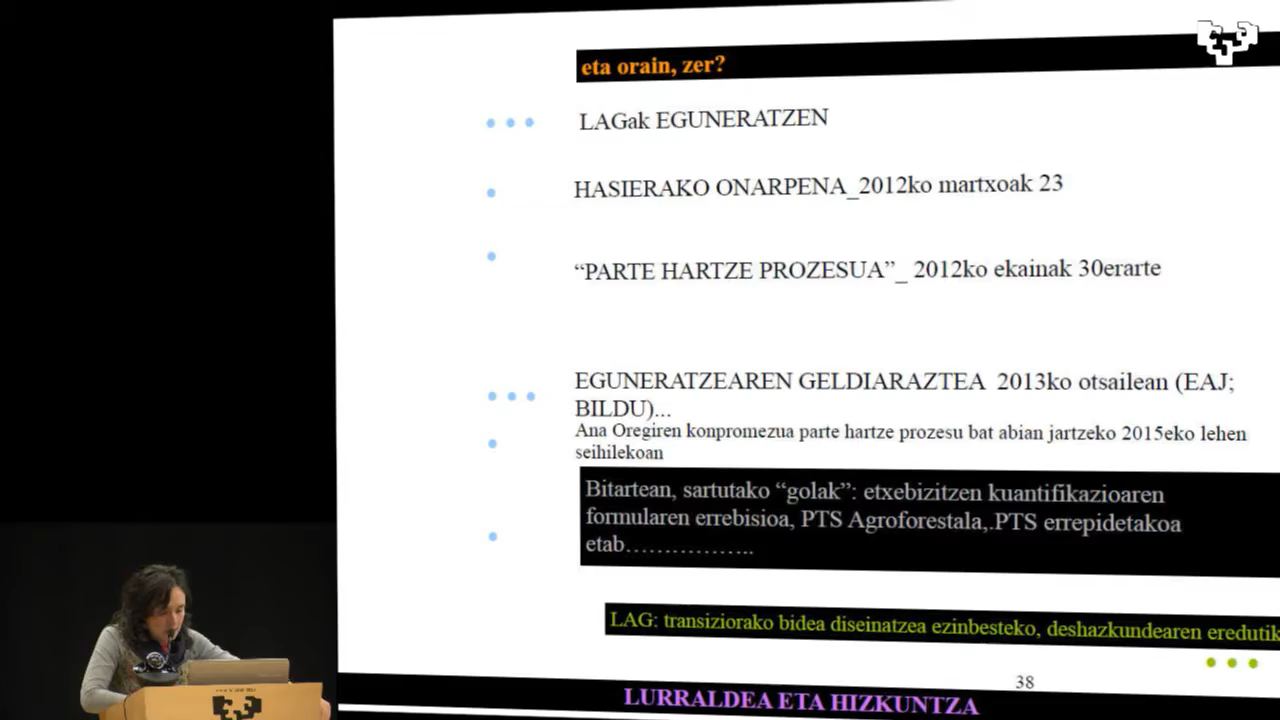 eta orain, zer?
LAGak EGUNERATZEN
HASIERAKO ONARPENA_2012ko martxoak 23
“PARTE HARTZE PROZESUA”_ 2012ko ekainak 30erarte
EGUNERATZEAREN GELDIARAZTEA 2013ko otsailean (EAJ;
BILDU)...
Ana Oregiren konpromezua parte hartze prozesu bat abian jartzeko 2015eko lehen
seihilekoan
Bitartean, sartutako “golak”: etxebizitzen kuantifikazioaren
formularen errebisioa, PTS Agroforestala,.PTS errepidetakoa
etab……………..
LAG: transiziorako bidea diseinatzea ezinbesteko, deshazkundearen eredutik
38
LURRALDEA ETA HIZKUNTZA